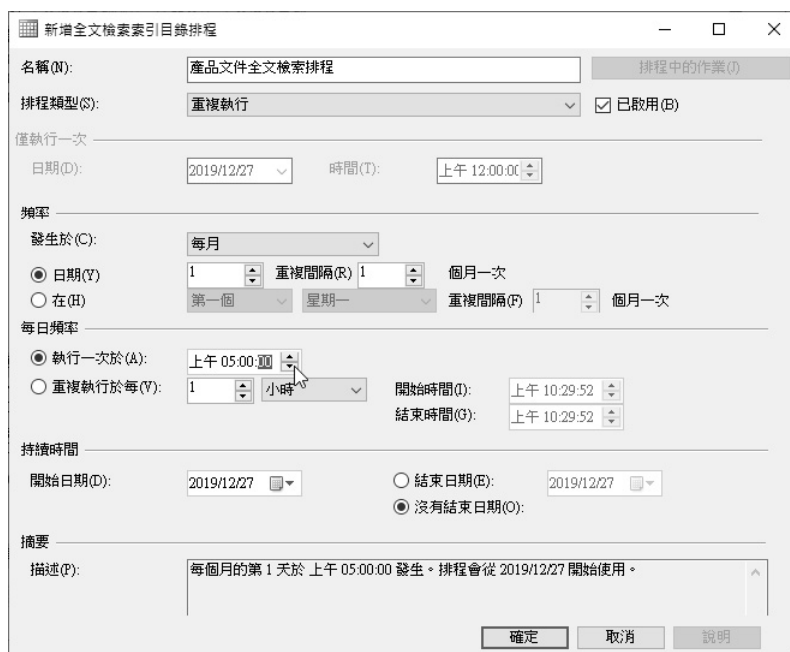 新增全文檢索索引目錄排程
名稱(N): 產品文件全文檢索排程 排程中的作業(J)
排程類型(S): 重複執行 已啟用(B)
僅執行一次
日期(D): 2019/12/27 時間(T): 上午 12:00:00
頻率
發生於(C): 每月
日期(Y) 1 重複間隔(R) 1 個月一次
在(H) 第一個 星期一 重複間隔(F) 1 個月一次
每日頻率
執行一次於(A): 上午 05:00:00
重複執行於每(V): 1 小時 開始時間(I): 上午 10:29:52
結束時間(G): 上午 10:29:52
持續時間
開始日期(D): 2019/12/27 結束日期(E): 2019/12/27
沒有結束日期(O):
摘要
描述(P): 每個月的第 1 天於 上午 05:00:00 發生。排程會從 2019/12/27 開始使用。
確定 取消 說明